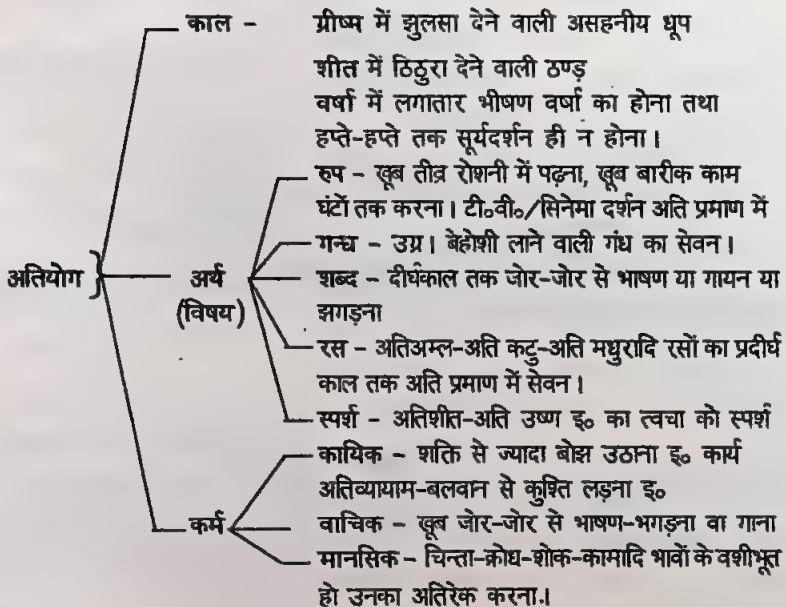 काल - ग्रीष्म में झुलसा देने वाली असहनीय धूप
शीत में ठिठुरा देने वाली ठण्ड़
वर्षा में लगातार भीषण वर्षा का होना तथा
हप्ते-हप्ते तक सूर्यदर्शन ही न होना।
रुप - खूब तीव्र रोशनी में पढ़ना, खूब बारीक काम
घंटों तक करना। टी०वी०/सिनेमा दर्शन अति प्रमाण में
गन्ध - उग्र। बेहोशी लाने वाली गंध का सेवन।
अतियोग } अर्थ शब्द - दीर्घकाल तक जोर-जोर से भाषण या गायन या
(विषय) झगड़ना
रस - अतिअम्ल-अति कटु-अति मधुरादि रसों का प्रदीर्घ
काल तक अति प्रमाण में सेवन।
स्पर्श - अतिशीत-अति उष्ण इ० का त्वचा को स्पर्श
कायिक - शक्ति से ज्यादा बोझ उठाना इ० कार्य
अतिव्यायाम-बलवान से कुश्ति लड़ना इ०
कर्म वाचिक - खूब जोर-जोर से भाषण-भगड़ना वा गाना
मानसिक - चिन्ता-क्रोध-शोक-कामादि भावों के वशीभूत
हो उनका अतिरेक करना.।